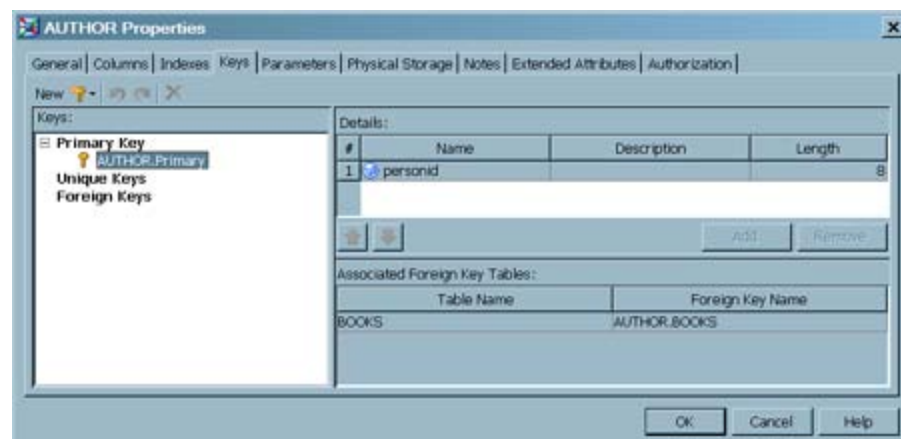 AUTHOR Properties
General Columns Indexes Keys Parameters Physical Storage Notes Extended Attributes Authorization
New
Keys:
Primary Key
AUTHOR.Primary
Unique Keys
Foreign Keys
Details:
# Name Description Length
1 personid 8
Add Remove
Associated Foreign Key Tables:
Table Name Foreign Key Name
BOOKS AUTHOR.BOOKS
OK Cancel Help